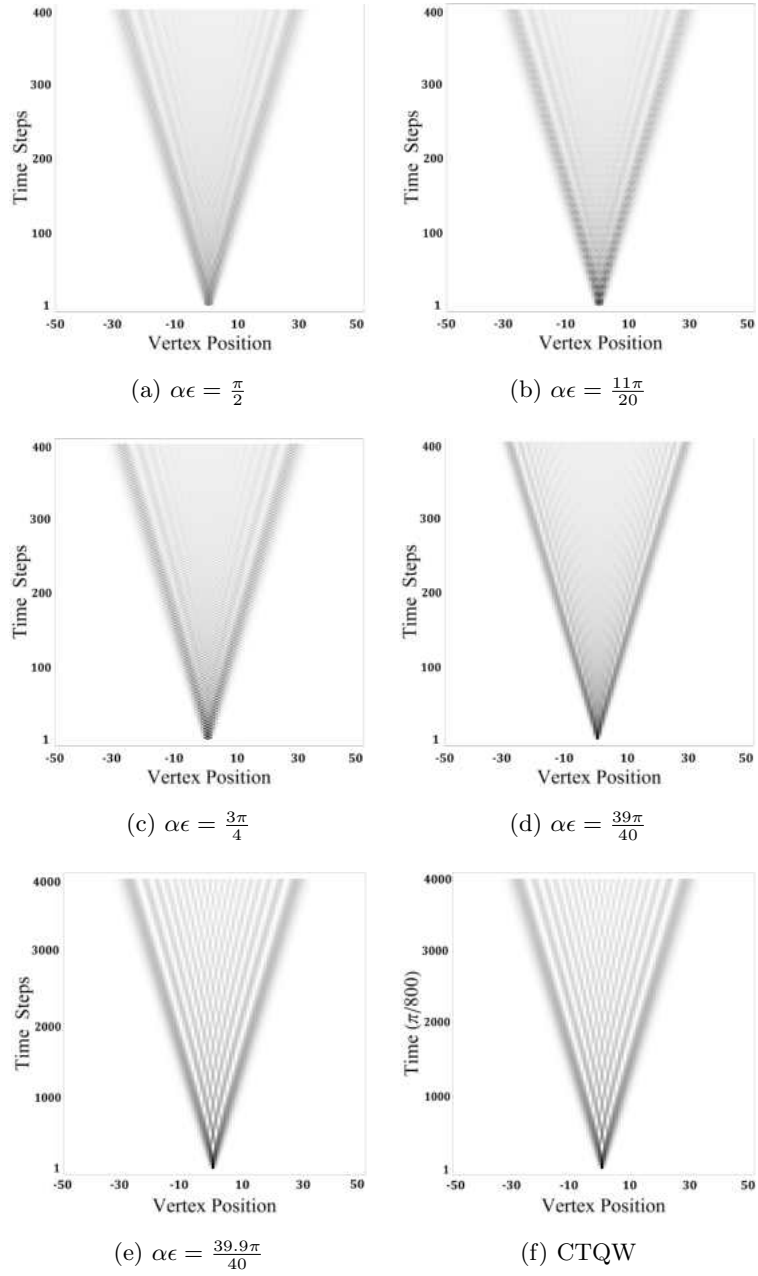 400
300
200
100
1
Time Steps
-50 -30 -10 10 30 50
Vertex Position
(a) αϵ = π/2
400
300
200
100
1
Time Steps
-50 -30 -10 10 30 50
Vertex Position
(b) αϵ = 11π/20
400
300
200
100
1
Time Steps
-50 -30 -10 10 30 50
Vertex Position
(c) αϵ = 3π/4
400
300
200
100
1
Time Steps
-50 -30 -10 10 30 50
Vertex Position
(d) αϵ = 39π/40
4000
3000
2000
1000
1
Time Steps
-50 -30 -10 10 30 50
Vertex Position
(e) αϵ = 39.9π/40
4000
3000
2000
1000
1
Time (π/800)
-50 -30 -10 10 30 50
Vertex Position
(f) CTQW